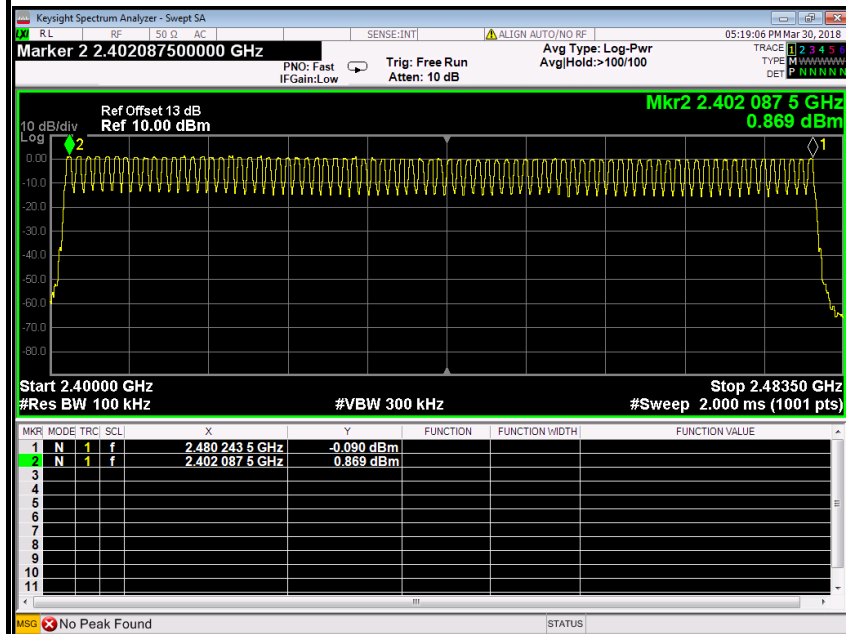 Keysight Spectrum Analyzer - Swept SA
LXI RL RF 50 Ω AC SENSE:INT ALIGN AUTO/NO RF 05:19:06 PM Mar 30, 2018
Marker 2 2.402087500000 GHz
PNO: Fast
IFGain:Low
Trig: Free Run
Atten: 10 dB
Avg Type: Log-Pwr
Avg|Hold:>100/100
TRACE 1 2 3 4 5 6
TYPE M W W W W W
DET P N N N N N
Mkr2 2.402 087 5 GHz
0.869 dBm
Ref Offset 13 dB
10 dB/div Ref 10.00 dBm
Log
2
1
0.00
-10.0
-20.0
-30.0
-40.0
-50.0
-60.0
-70.0
-80.0
Start 2.40000 GHz Stop 2.48350 GHz
#Res BW 100 kHz #VBW 300 kHz #Sweep 2.000 ms (1001 pts)
MKR MODE TRC SCL X Y FUNCTION FUNCTION WIDTH FUNCTION VALUE
1 N 1 f 2.480 243 5 GHz -0.090 dBm
2 N 1 f 2.402 087 5 GHz 0.869 dBm
3
4
5
6
7
8
9
10
11
MSG No Peak Found STATUS